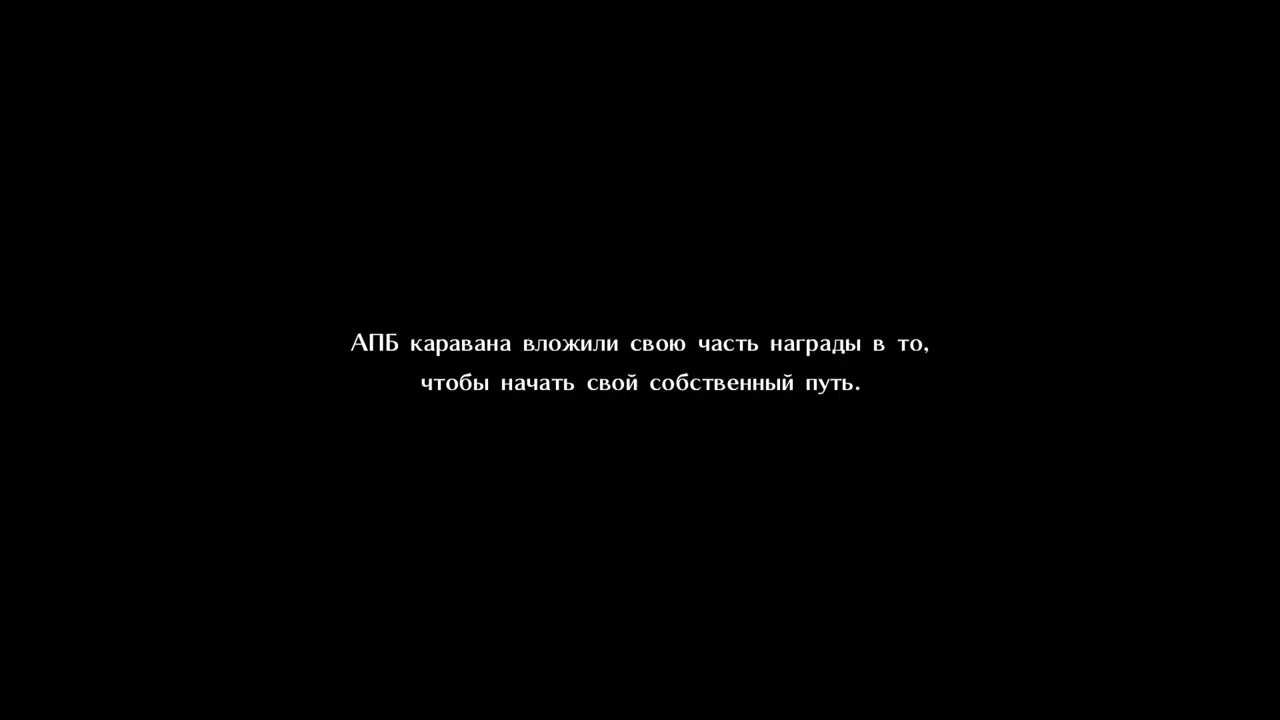 АПБ каравана вложили свою часть награды в то,
чтобы начать свой собственный путь.